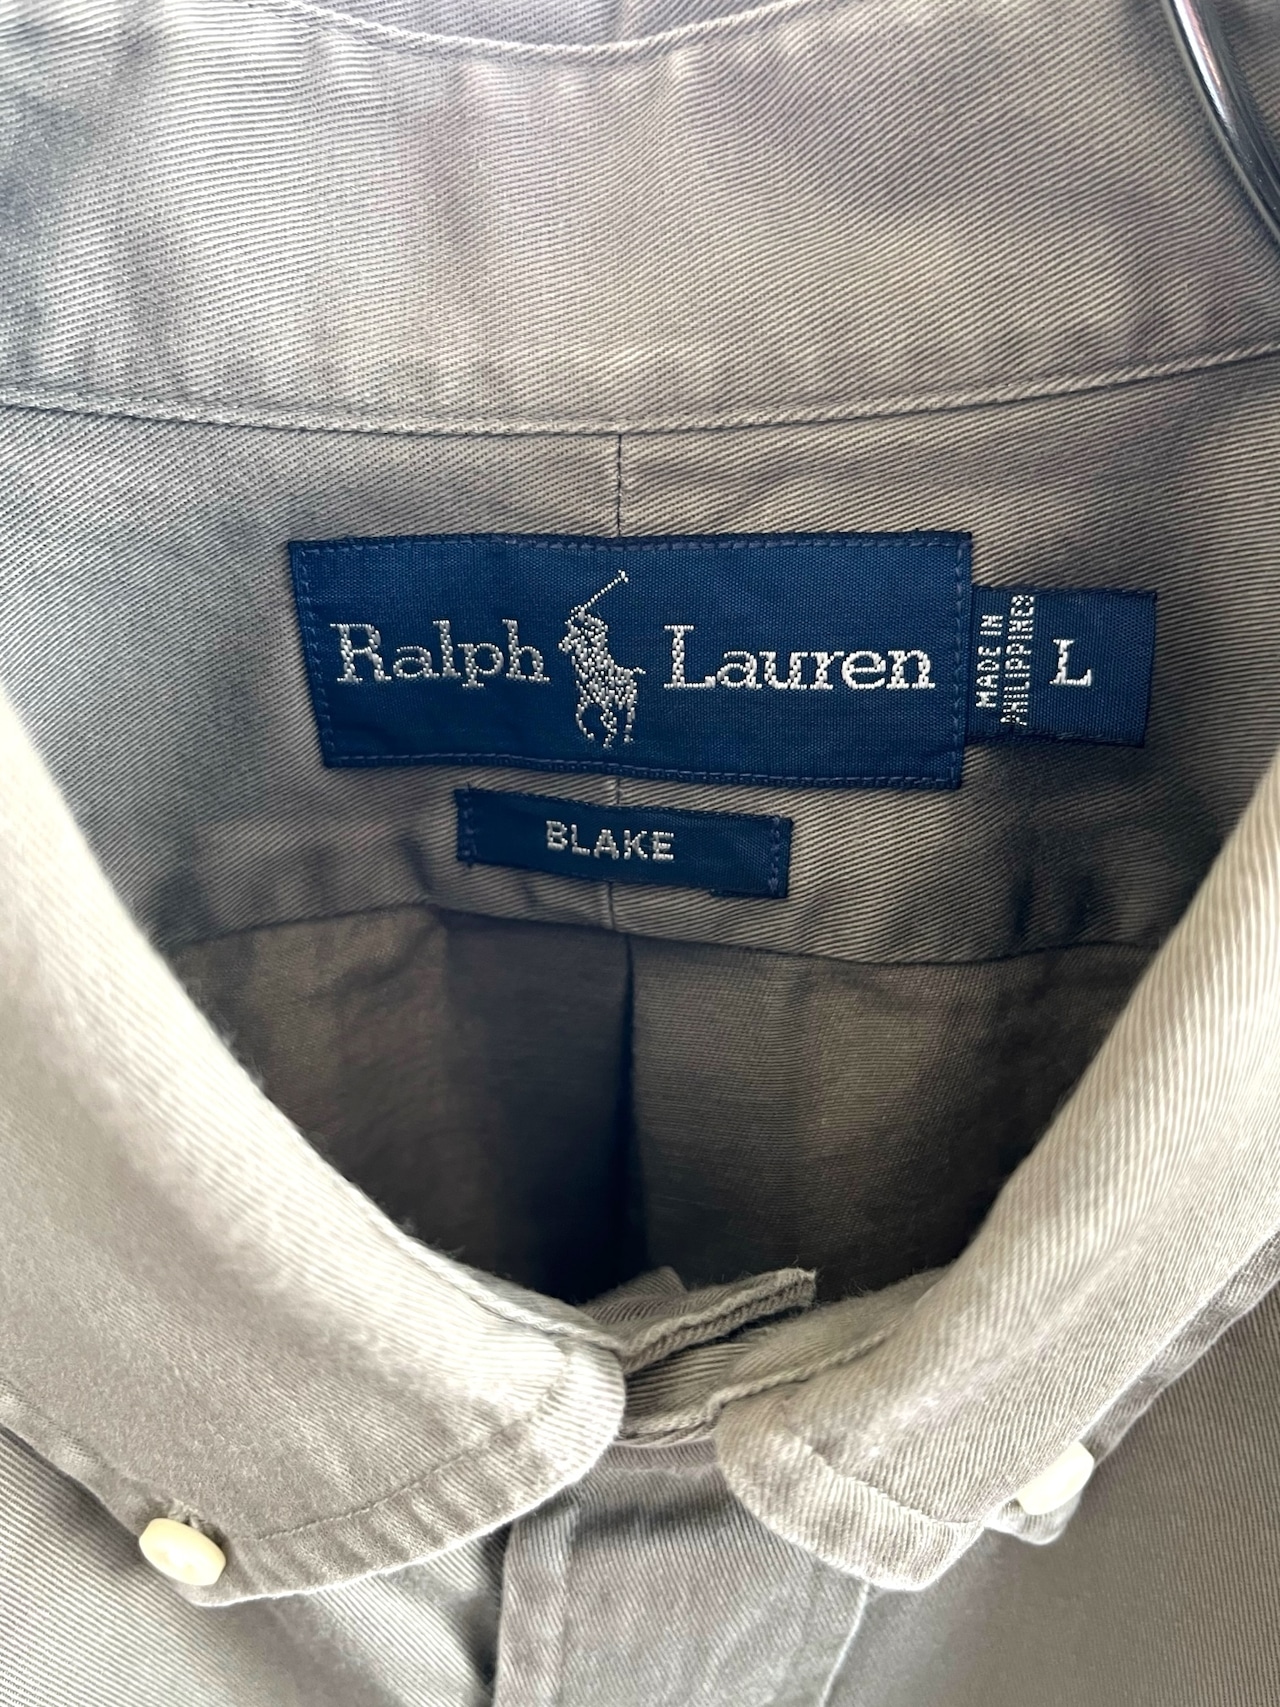 Ralph Lauren
MADE IN
PHILIPPINES
L
BLAKE